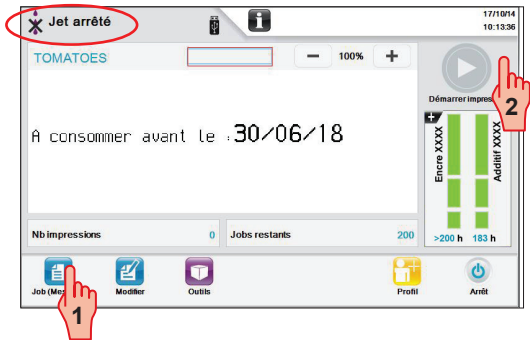 Jet arrêté
17/10/14
10:13:36
TOMATOES
100%
Démarrer impres
2
A consommer avant le : 30/06/18
Encre XXXX
Additif XXXX
Nb impressions 0
Jobs restants 200
>200 h 183 h
Job (Me
Modifier
Outils
Profil
Arrêt
1